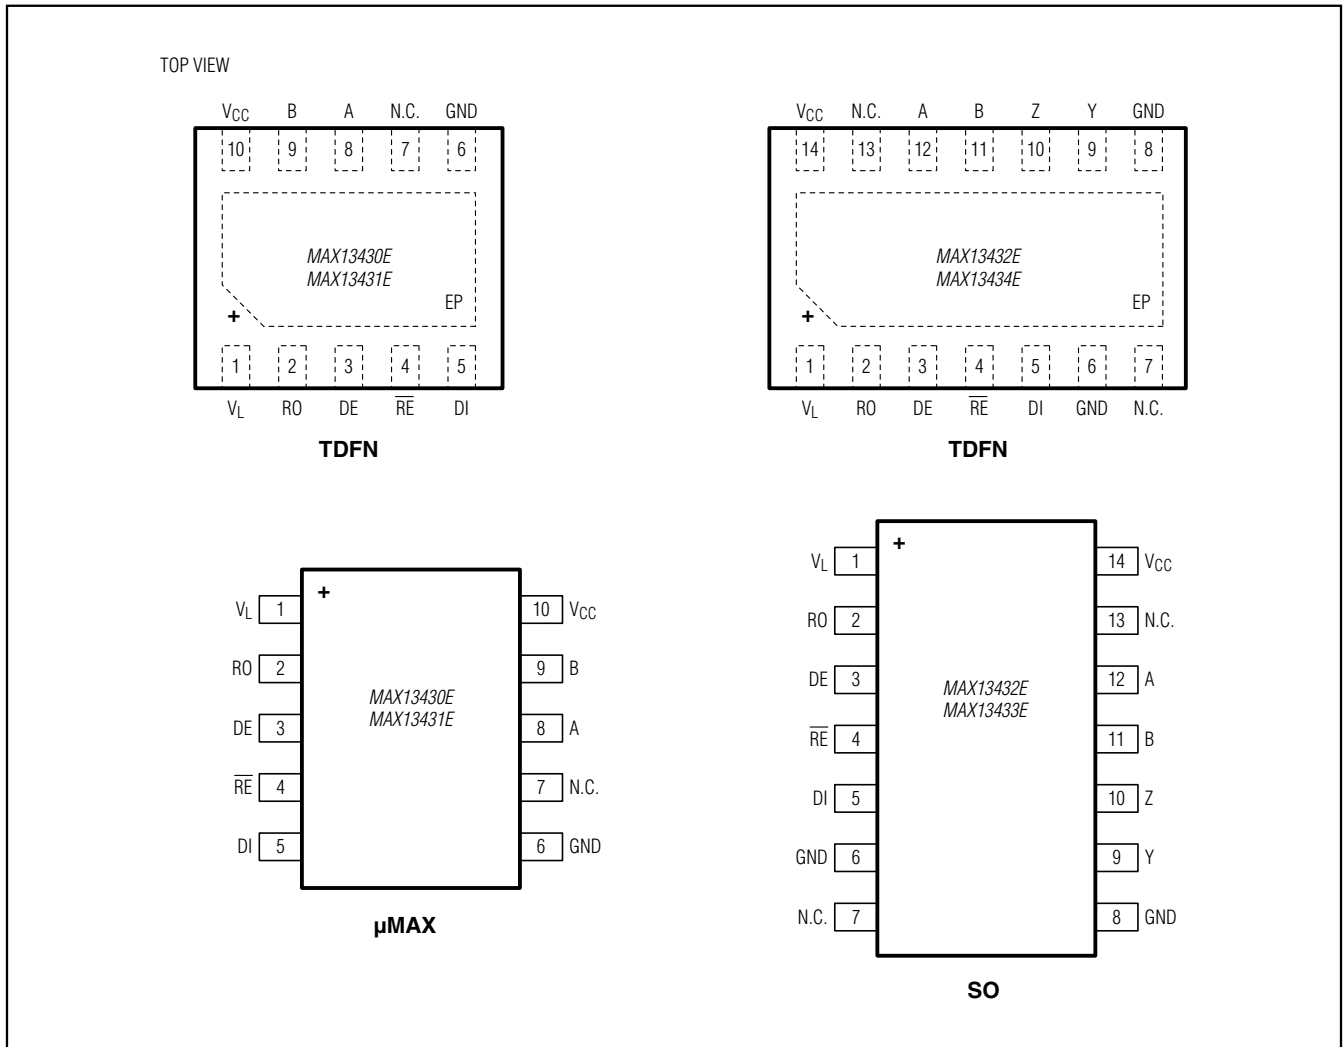 TOP VIEW
VCC B A N.C. GND
10 9 8 7 6
MAX13430E
MAX13431E
EP
+
1 2 3 4 5
VL RO DE R̅E̅ DI
TDFN
VCC N.C. A B Z Y GND
14 13 12 11 10 9 8
MAX13432E
MAX13434E
EP
+
1 2 3 4 5 6 7
VL RO DE R̅E̅ DI GND N.C.
TDFN
+
VL 1 10 VCC
RO 2 9 B
MAX13430E
MAX13431E
DE 3 8 A
R̅E̅ 4 7 N.C.
DI 5 6 GND
µMAX
+
VL 1 14 VCC
RO 2 13 N.C.
DE 3 12 A
MAX13432E
MAX13433E
R̅E̅ 4 11 B
DI 5 10 Z
GND 6 9 Y
N.C. 7 8 GND
SO